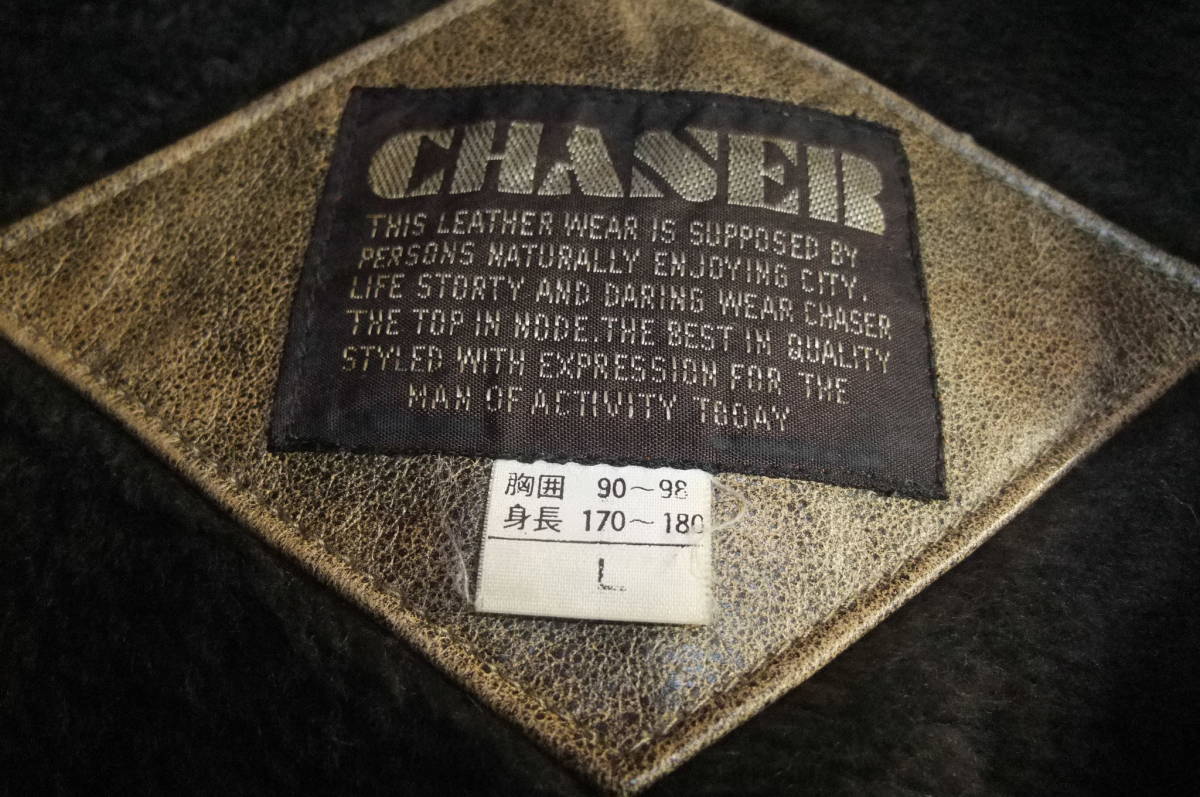 CHASER
THIS LEATHER WEAR IS SUPPOSED BY
PERSONS NATURALLY ENJOYING CITY.
LIFE STORTY AND DARING WEAR CHASER
THE TOP IN MODE.THE BEST IN QUALITY
STYLED WITH EXPRESSION FOR THE
MAN OF ACTIVITY TODAY
胸囲 90～98
身長 170～180
L